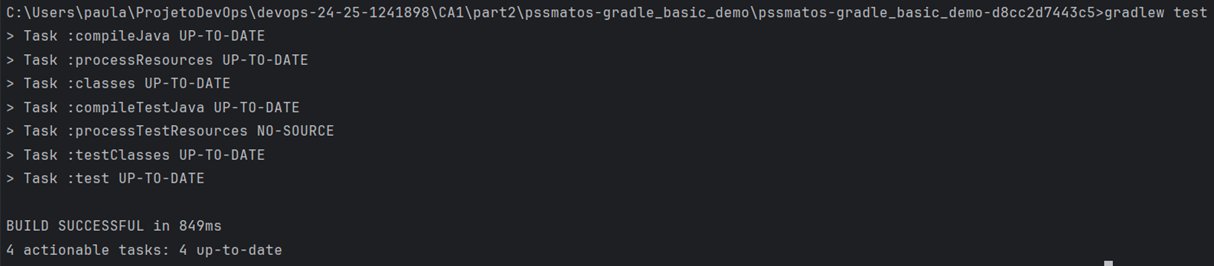 C:\Users\paula\ProjetoDevOps\devops-24-25-1241898\CA1\part2\pssmatos-gradle_basic_demo\pssmatos-gradle_basic_demo-d8cc2d7443c5>gradlew test
> Task :compileJava UP-TO-DATE
> Task :processResources UP-TO-DATE
> Task :classes UP-TO-DATE
> Task :compileTestJava UP-TO-DATE
> Task :processTestResources NO-SOURCE
> Task :testClasses UP-TO-DATE
> Task :test UP-TO-DATE
BUILD SUCCESSFUL in 849ms
4 actionable tasks: 4 up-to-date